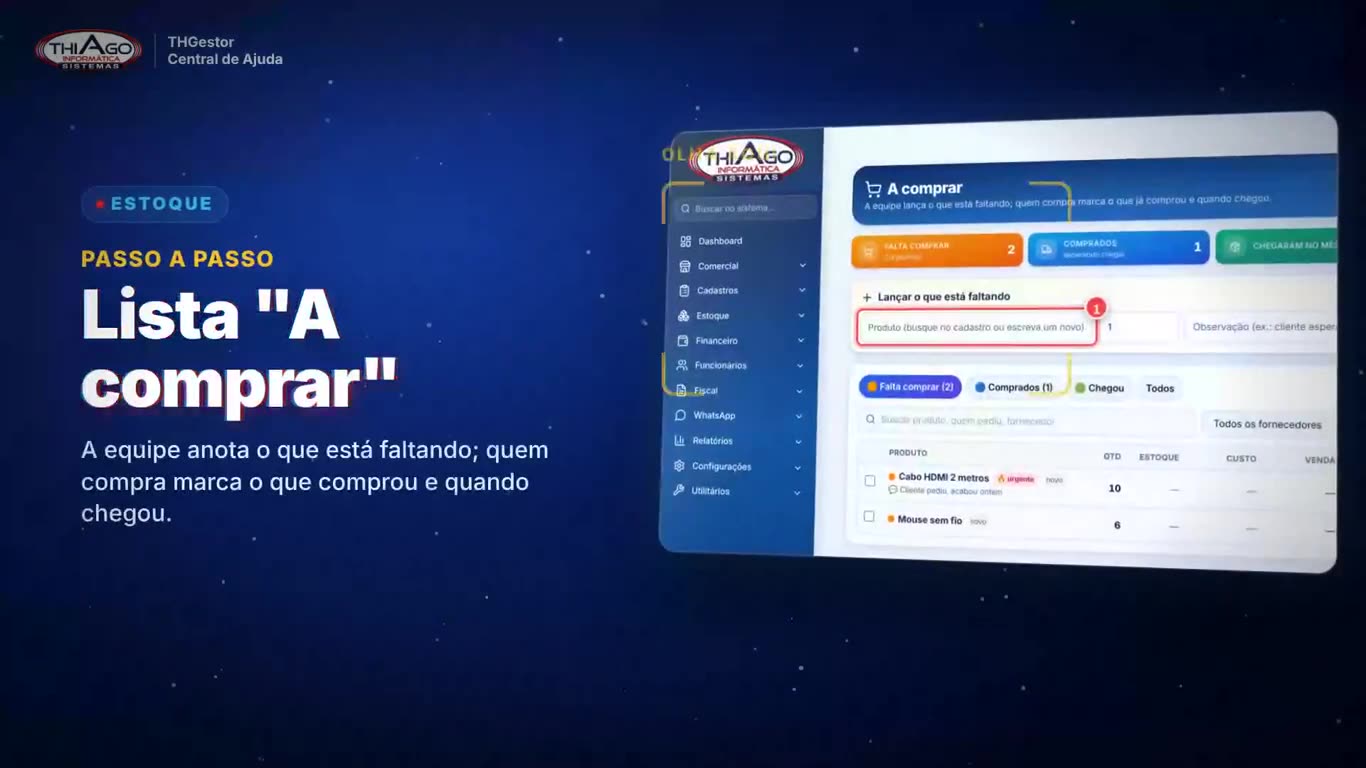 THIAGO
INFORMÁTICA
SISTEMAS
THGestor
Central de Ajuda
ESTOQUE
PASSO A PASSO
Lista "A
comprar"
A equipe anota o que está faltando; quem
compra marca o que comprou e quando
chegou.
THIAGO
INFORMÁTICA
SISTEMAS
Buscar no sistema...
Dashboard
Comercial
Cadastros
Estoque
Financeiro
Funcionários
Fiscal
WhatsApp
Relatórios
Configurações
Utilitários
A comprar
A equipe lança o que está faltando; quem compra marca o que já comprou e quando chegou.
FALTA COMPRAR
2
COMPRADOS
aguardando chegar
1
CHEGARAM NO MÊS
+ Lançar o que está faltando
1
Produto (busque no cadastro ou escreva um novo)
1
Observação (ex.: cliente esper
Falta comprar (2)
Comprados (1)
Chegou
Todos
Buscar produto, quem pediu, fornecedor
Todos os fornecedores
PRODUTO QTD ESTOQUE CUSTO VENDA
Cabo HDMI 2 metros urgente novo 10 — — —
Cliente pediu, acabou ontem
Mouse sem fio novo 6 — — —